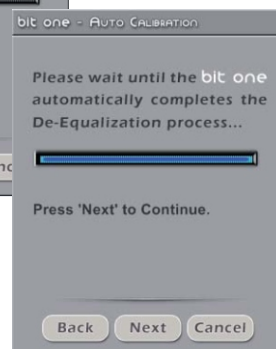 bit one - Auto Calibration
Please wait until the bit one
automatically completes the
De-Equalization process...
Press 'Next' to Continue.
Back Next Cancel